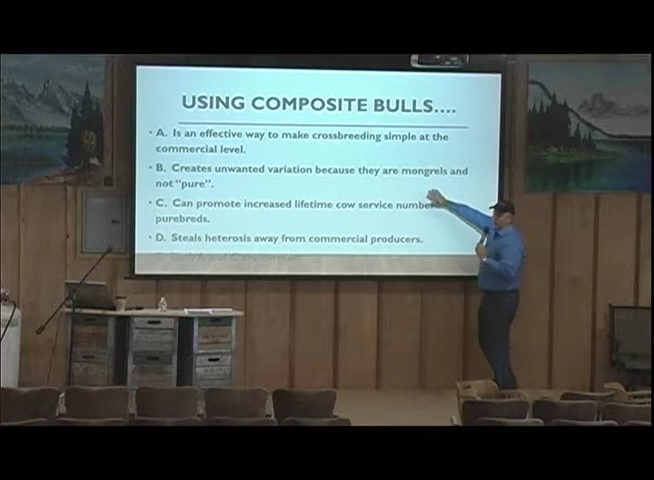 USING COMPOSITE BULLS....
• A. Is an effective way to make crossbreeding simple at the
commercial level.
• B. Creates unwanted variation because they are mongrels and
not "pure".
• C. Can promote increased lifetime cow service number
purebreds.
• D. Steals heterosis away from commercial producers.